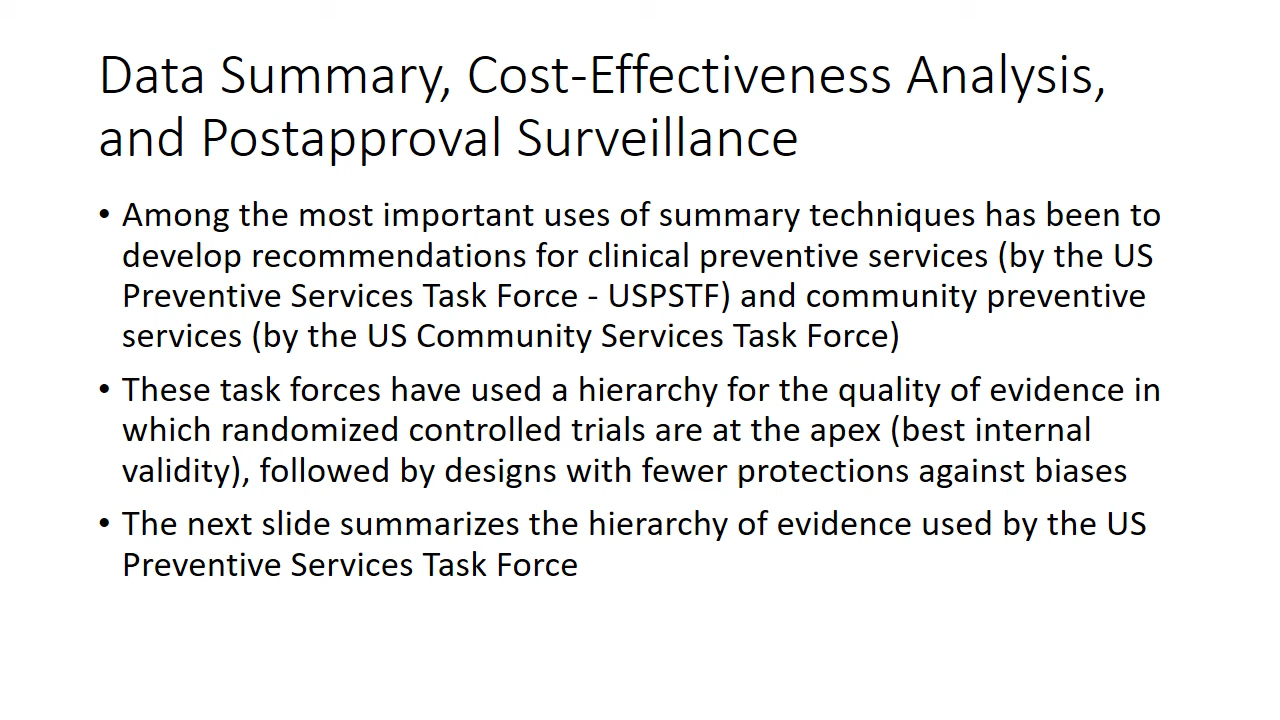 Data Summary, Cost-Effectiveness Analysis,
and Postapproval Surveillance
• Among the most important uses of summary techniques has been to
develop recommendations for clinical preventive services (by the US
Preventive Services Task Force - USPSTF) and community preventive
services (by the US Community Services Task Force)
• These task forces have used a hierarchy for the quality of evidence in
which randomized controlled trials are at the apex (best internal
validity), followed by designs with fewer protections against biases
• The next slide summarizes the hierarchy of evidence used by the US
Preventive Services Task Force